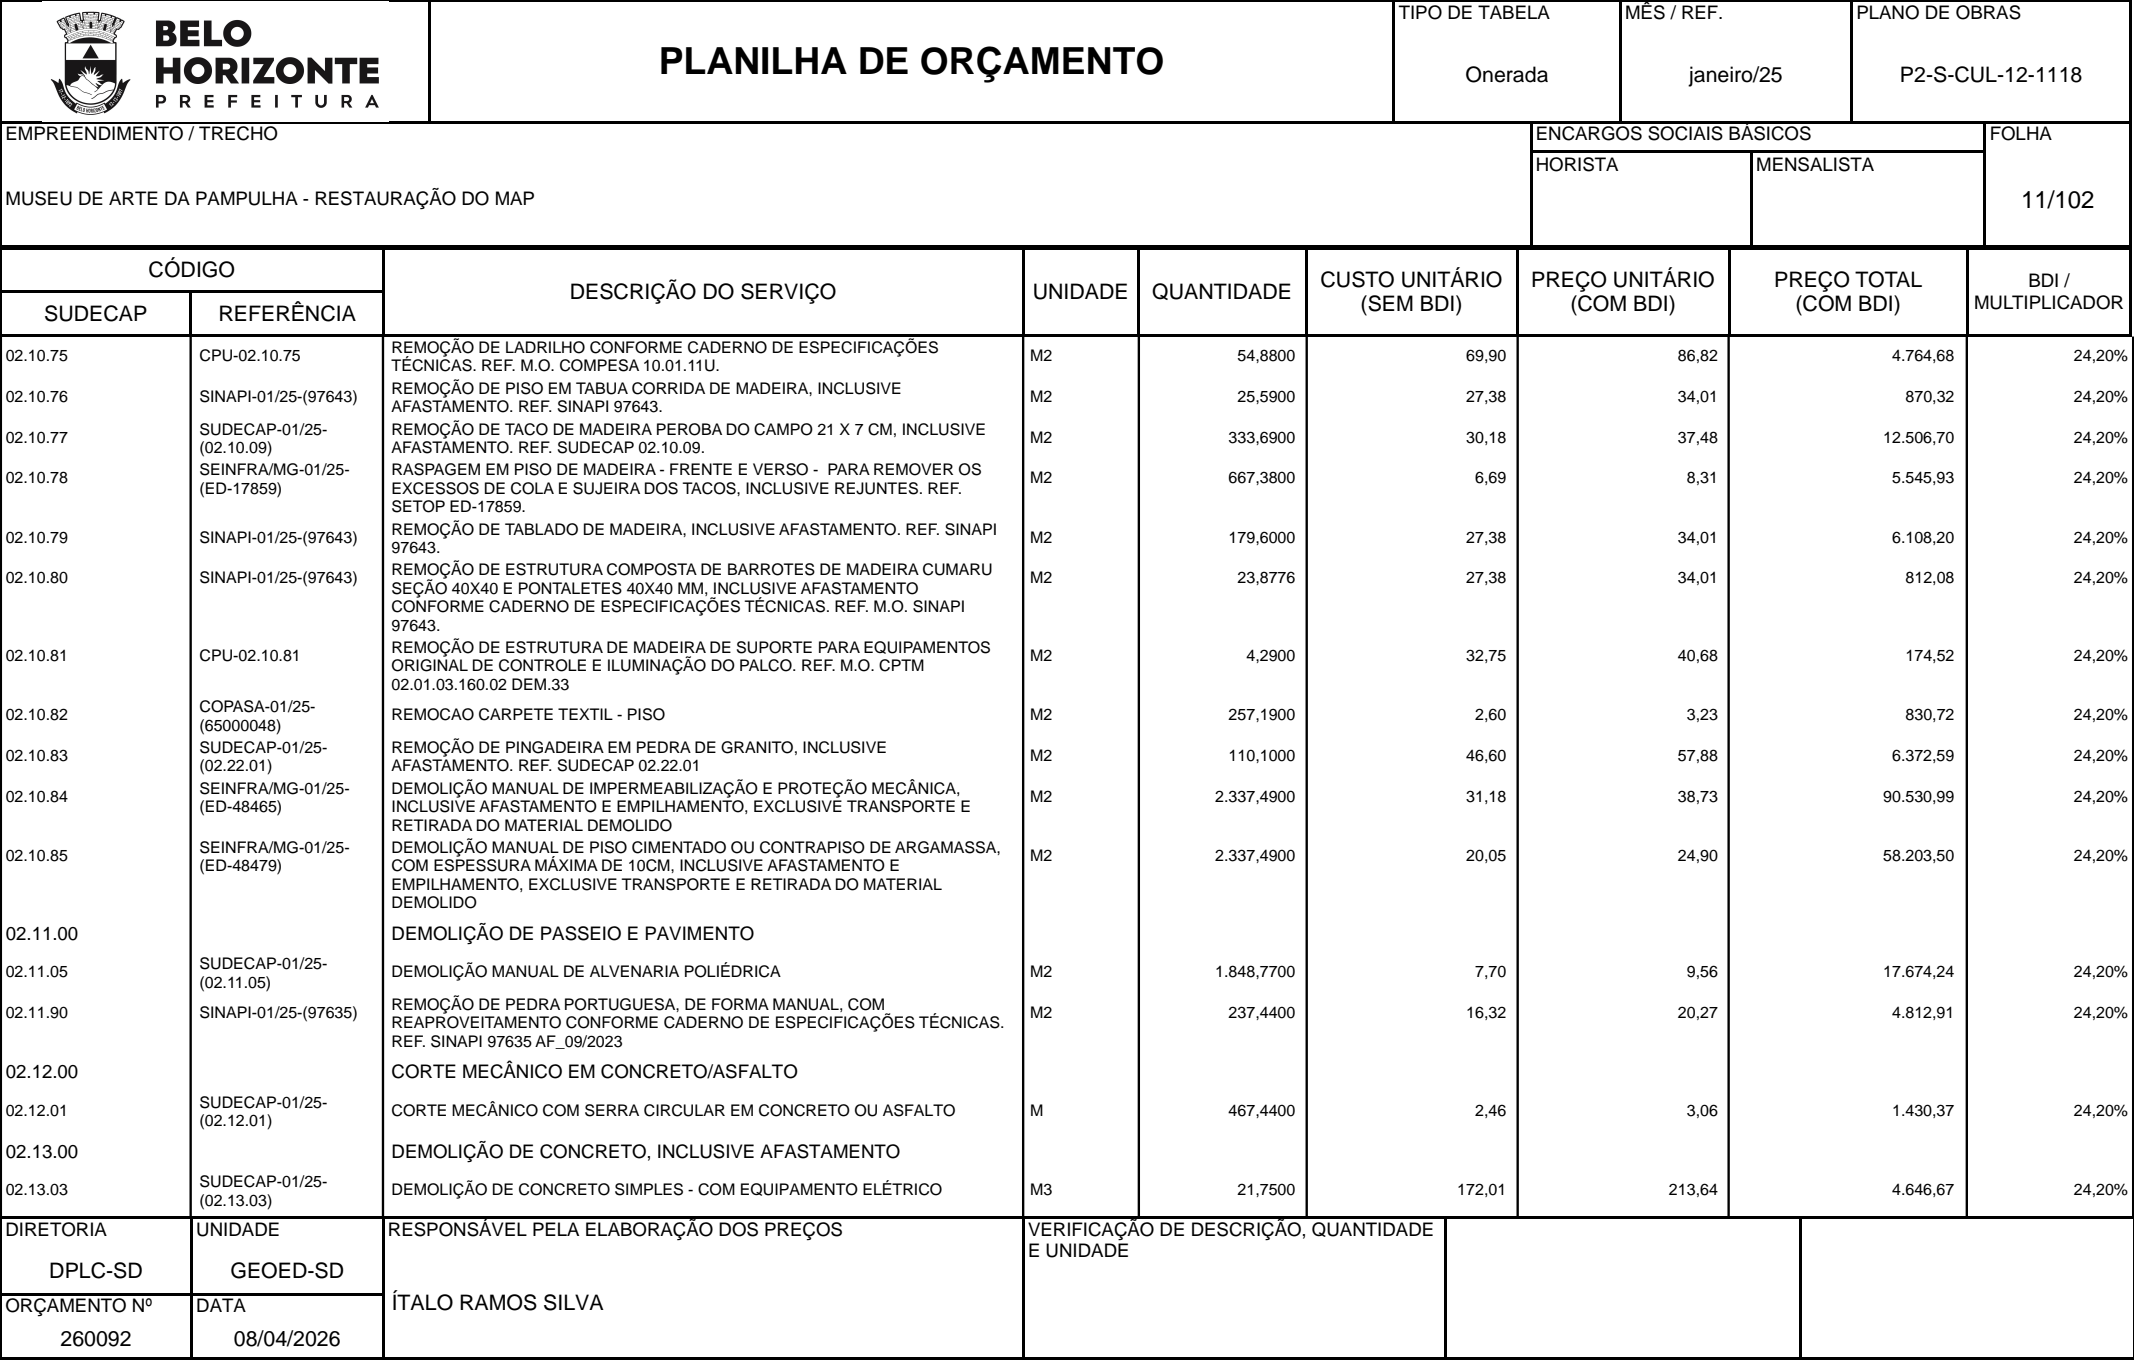 BELO
HORIZONTE
PREFEITURA
PLANILHA DE ORÇAMENTO
TIPO DE TABELA
Onerada
MÊS / REF.
janeiro/25
PLANO DE OBRAS
P2-S-CUL-12-1118
EMPREENDIMENTO / TRECHO
MUSEU DE ARTE DA PAMPULHA - RESTAURAÇÃO DO MAP
ENCARGOS SOCIAIS BÁSICOS
HORISTA
MENSALISTA
FOLHA
11/102
CÓDIGO
SUDECAP
REFERÊNCIA
DESCRIÇÃO DO SERVIÇO
UNIDADE
QUANTIDADE
CUSTO UNITÁRIO
(SEM BDI)
PREÇO UNITÁRIO
(COM BDI)
PREÇO TOTAL
(COM BDI)
BDI /
MULTIPLICADOR
02.10.75 CPU-02.10.75 REMOÇÃO DE LADRILHO CONFORME CADERNO DE ESPECIFICAÇÕES M2 54,8800 69,90 86,82 4.764,68 24,20%
TÉCNICAS. REF. M.O. COMPESA 10.01.11U.
02.10.76 SINAPI-01/25-(97643) REMOÇÃO DE PISO EM TABUA CORRIDA DE MADEIRA, INCLUSIVE M2 25,5900 27,38 34,01 870,32 24,20%
AFASTAMENTO. REF. SINAPI 97643.
02.10.77 SUDECAP-01/25- REMOÇÃO DE TACO DE MADEIRA PEROBA DO CAMPO 21 X 7 CM, INCLUSIVE M2 333,6900 30,18 37,48 12.506,70 24,20%
(02.10.09) AFASTAMENTO. REF. SUDECAP 02.10.09.
02.10.78 SEINFRA/MG-01/25- RASPAGEM EM PISO DE MADEIRA - FRENTE E VERSO - PARA REMOVER OS M2 667,3800 6,69 8,31 5.545,93 24,20%
(ED-17859) EXCESSOS DE COLA E SUJEIRA DOS TACOS, INCLUSIVE REJUNTES. REF.
SETOP ED-17859.
02.10.79 SINAPI-01/25-(97643) REMOÇÃO DE TABLADO DE MADEIRA, INCLUSIVE AFASTAMENTO. REF. SINAPI M2 179,6000 27,38 34,01 6.108,20 24,20%
97643.
02.10.80 SINAPI-01/25-(97643) REMOÇÃO DE ESTRUTURA COMPOSTA DE BARROTES DE MADEIRA CUMARU M2 23,8776 27,38 34,01 812,08 24,20%
SEÇÃO 40X40 E PONTALETES 40X40 MM, INCLUSIVE AFASTAMENTO
CONFORME CADERNO DE ESPECIFICAÇÕES TÉCNICAS. REF. M.O. SINAPI
97643.
02.10.81 CPU-02.10.81 REMOÇÃO DE ESTRUTURA DE MADEIRA DE SUPORTE PARA EQUIPAMENTOS M2 4,2900 32,75 40,68 174,52 24,20%
ORIGINAL DE CONTROLE E ILUMINAÇÃO DO PALCO. REF. M.O. CPTM
02.01.03.160.02 DEM.33
02.10.82 COPASA-01/25- REMOCAO CARPETE TEXTIL - PISO M2 257,1900 2,60 3,23 830,72 24,20%
(65000048)
02.10.83 SUDECAP-01/25- REMOÇÃO DE PINGADEIRA EM PEDRA DE GRANITO, INCLUSIVE M2 110,1000 46,60 57,88 6.372,59 24,20%
(02.22.01) AFASTAMENTO. REF. SUDECAP 02.22.01
02.10.84 SEINFRA/MG-01/25- DEMOLIÇÃO MANUAL DE IMPERMEABILIZAÇÃO E PROTEÇÃO MECÂNICA, M2 2.337,4900 31,18 38,73 90.530,99 24,20%
(ED-48465) INCLUSIVE AFASTAMENTO E EMPILHAMENTO, EXCLUSIVE TRANSPORTE E
RETIRADA DO MATERIAL DEMOLIDO
02.10.85 SEINFRA/MG-01/25- DEMOLIÇÃO MANUAL DE PISO CIMENTADO OU CONTRAPISO DE ARGAMASSA, M2 2.337,4900 20,05 24,90 58.203,50 24,20%
(ED-48479) COM ESPESSURA MÁXIMA DE 10CM, INCLUSIVE AFASTAMENTO E
EMPILHAMENTO, EXCLUSIVE TRANSPORTE E RETIRADA DO MATERIAL
DEMOLIDO
02.11.00 DEMOLIÇÃO DE PASSEIO E PAVIMENTO
02.11.05 SUDECAP-01/25- DEMOLIÇÃO MANUAL DE ALVENARIA POLIÉDRICA M2 1.848,7700 7,70 9,56 17.674,24 24,20%
(02.11.05)
02.11.90 SINAPI-01/25-(97635) REMOÇÃO DE PEDRA PORTUGUESA, DE FORMA MANUAL, COM M2 237,4400 16,32 20,27 4.812,91 24,20%
REAPROVEITAMENTO CONFORME CADERNO DE ESPECIFICAÇÕES TÉCNICAS.
REF. SINAPI 97635 AF_09/2023
02.12.00 CORTE MECÂNICO EM CONCRETO/ASFALTO
02.12.01 SUDECAP-01/25- CORTE MECÂNICO COM SERRA CIRCULAR EM CONCRETO OU ASFALTO M 467,4400 2,46 3,06 1.430,37 24,20%
(02.12.01)
02.13.00 DEMOLIÇÃO DE CONCRETO, INCLUSIVE AFASTAMENTO
02.13.03 SUDECAP-01/25- DEMOLIÇÃO DE CONCRETO SIMPLES - COM EQUIPAMENTO ELÉTRICO M3 21,7500 172,01 213,64 4.646,67 24,20%
(02.13.03)
DIRETORIA
DPLC-SD
UNIDADE
GEOED-SD
RESPONSÁVEL PELA ELABORAÇÃO DOS PREÇOS
ÍTALO RAMOS SILVA
VERIFICAÇÃO DE DESCRIÇÃO, QUANTIDADE
E UNIDADE
ORÇAMENTO Nº
260092
DATA
08/04/2026